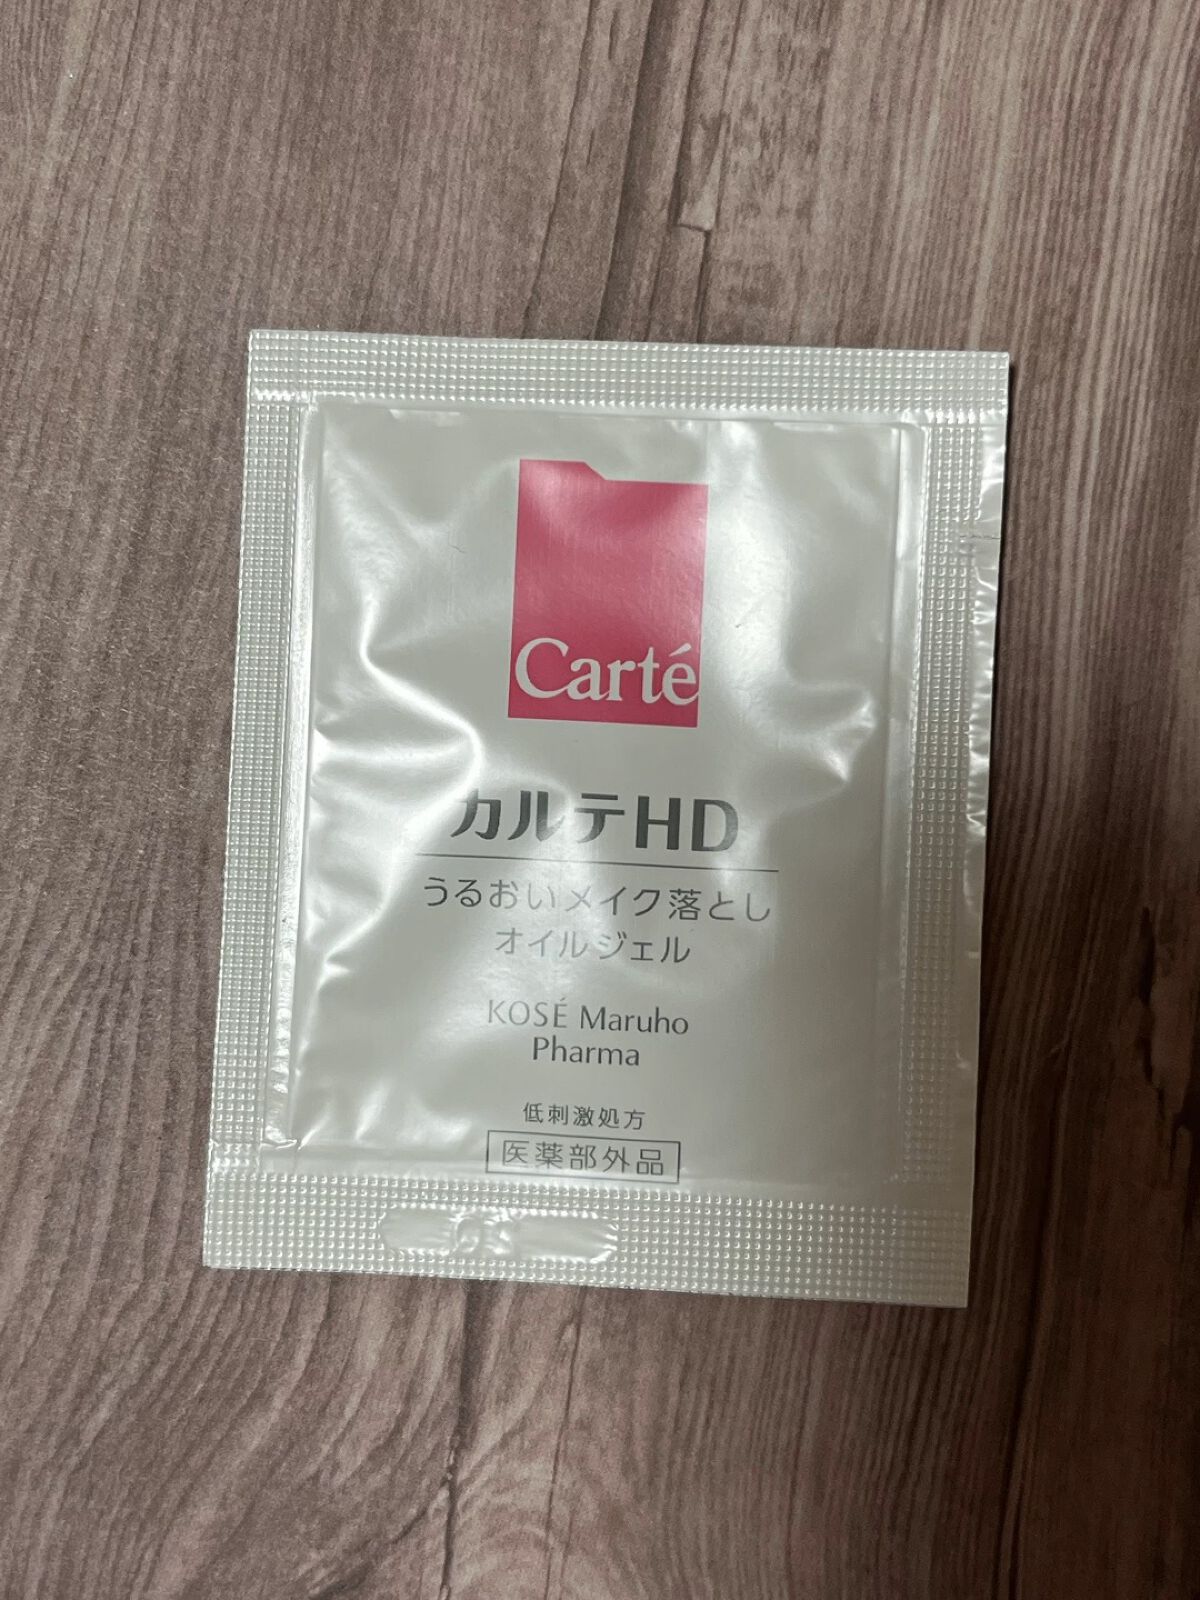 Carté
カルテHD
うるおいメイク落とし
オイルジェル
KOSÉ Maruho
Pharma
低刺激処方
医薬部外品